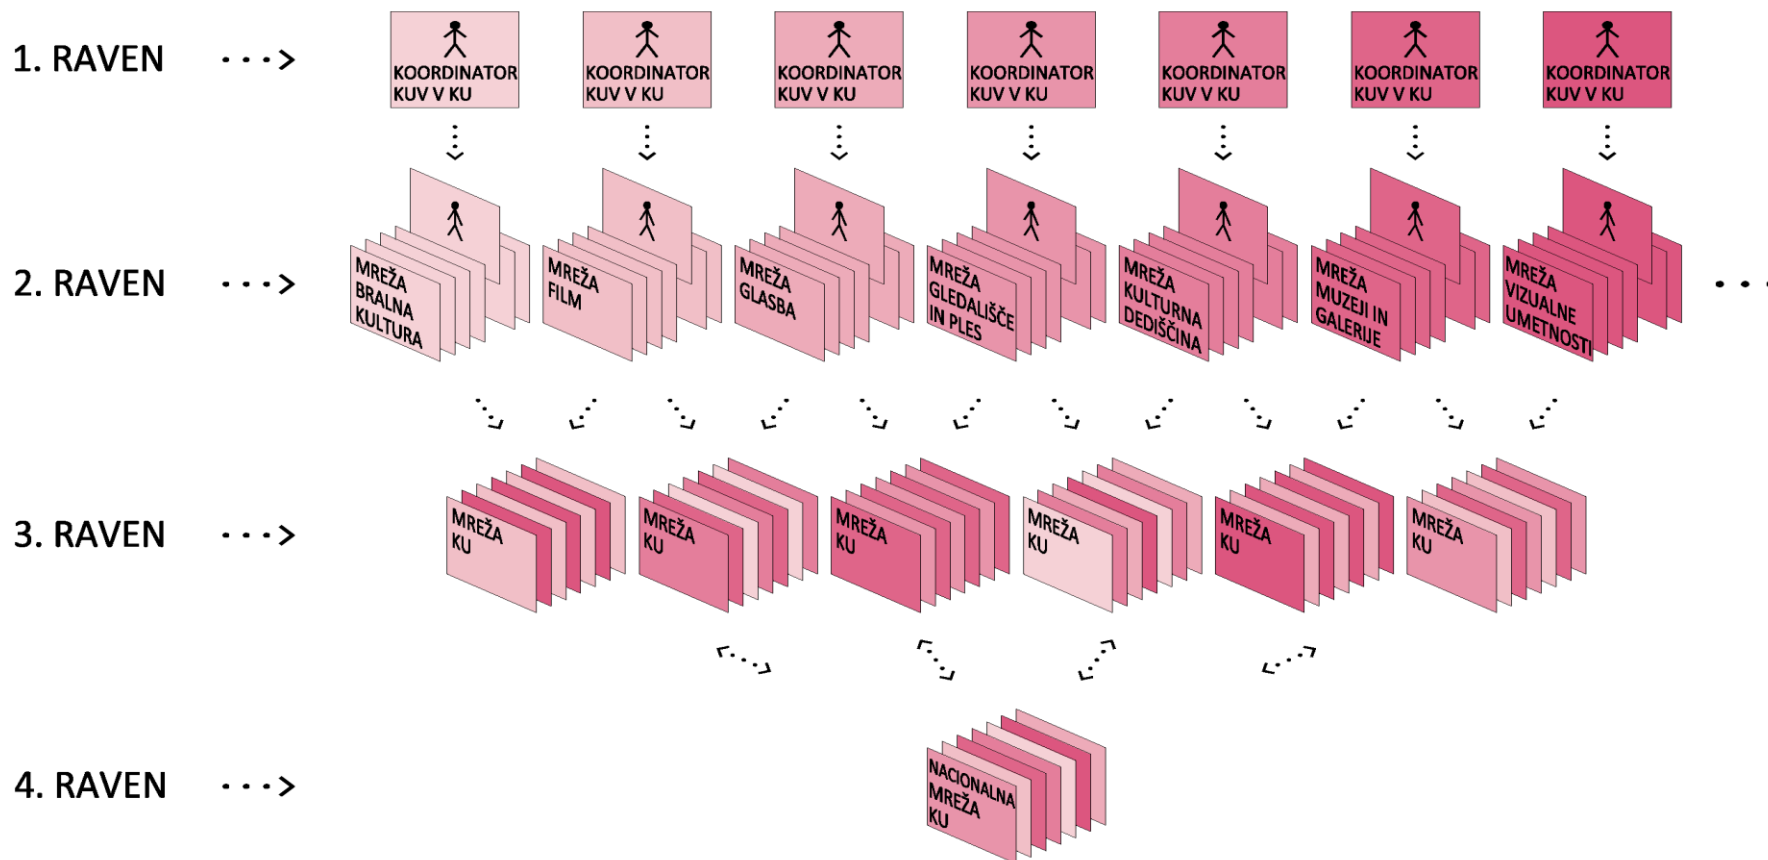 1. RAVEN
KOORDINATOR
KUV V KU
KOORDINATOR
KUV V KU
KOORDINATOR
KUV V KU
KOORDINATOR
KUV V KU
KOORDINATOR
KUV V KU
KOORDINATOR
KUV V KU
KOORDINATOR
KUV V KU
2. RAVEN
MREŽA
BRALNA
KULTURA
MREŽA
FILM
MREŽA
GLASBA
MREŽA
GLEDALIŠČE
IN PLES
MREŽA
KULTURNA
DEDIŠČINA
MREŽA
MUZEJI IN
GALERIJE
MREŽA
VIZUALNE
UMETNOSTI
3. RAVEN
MREŽA
KU
MREŽA
KU
MREŽA
KU
MREŽA
KU
MREŽA
KU
MREŽA
KU
4. RAVEN
NACIONALNA
MREŽA
KU